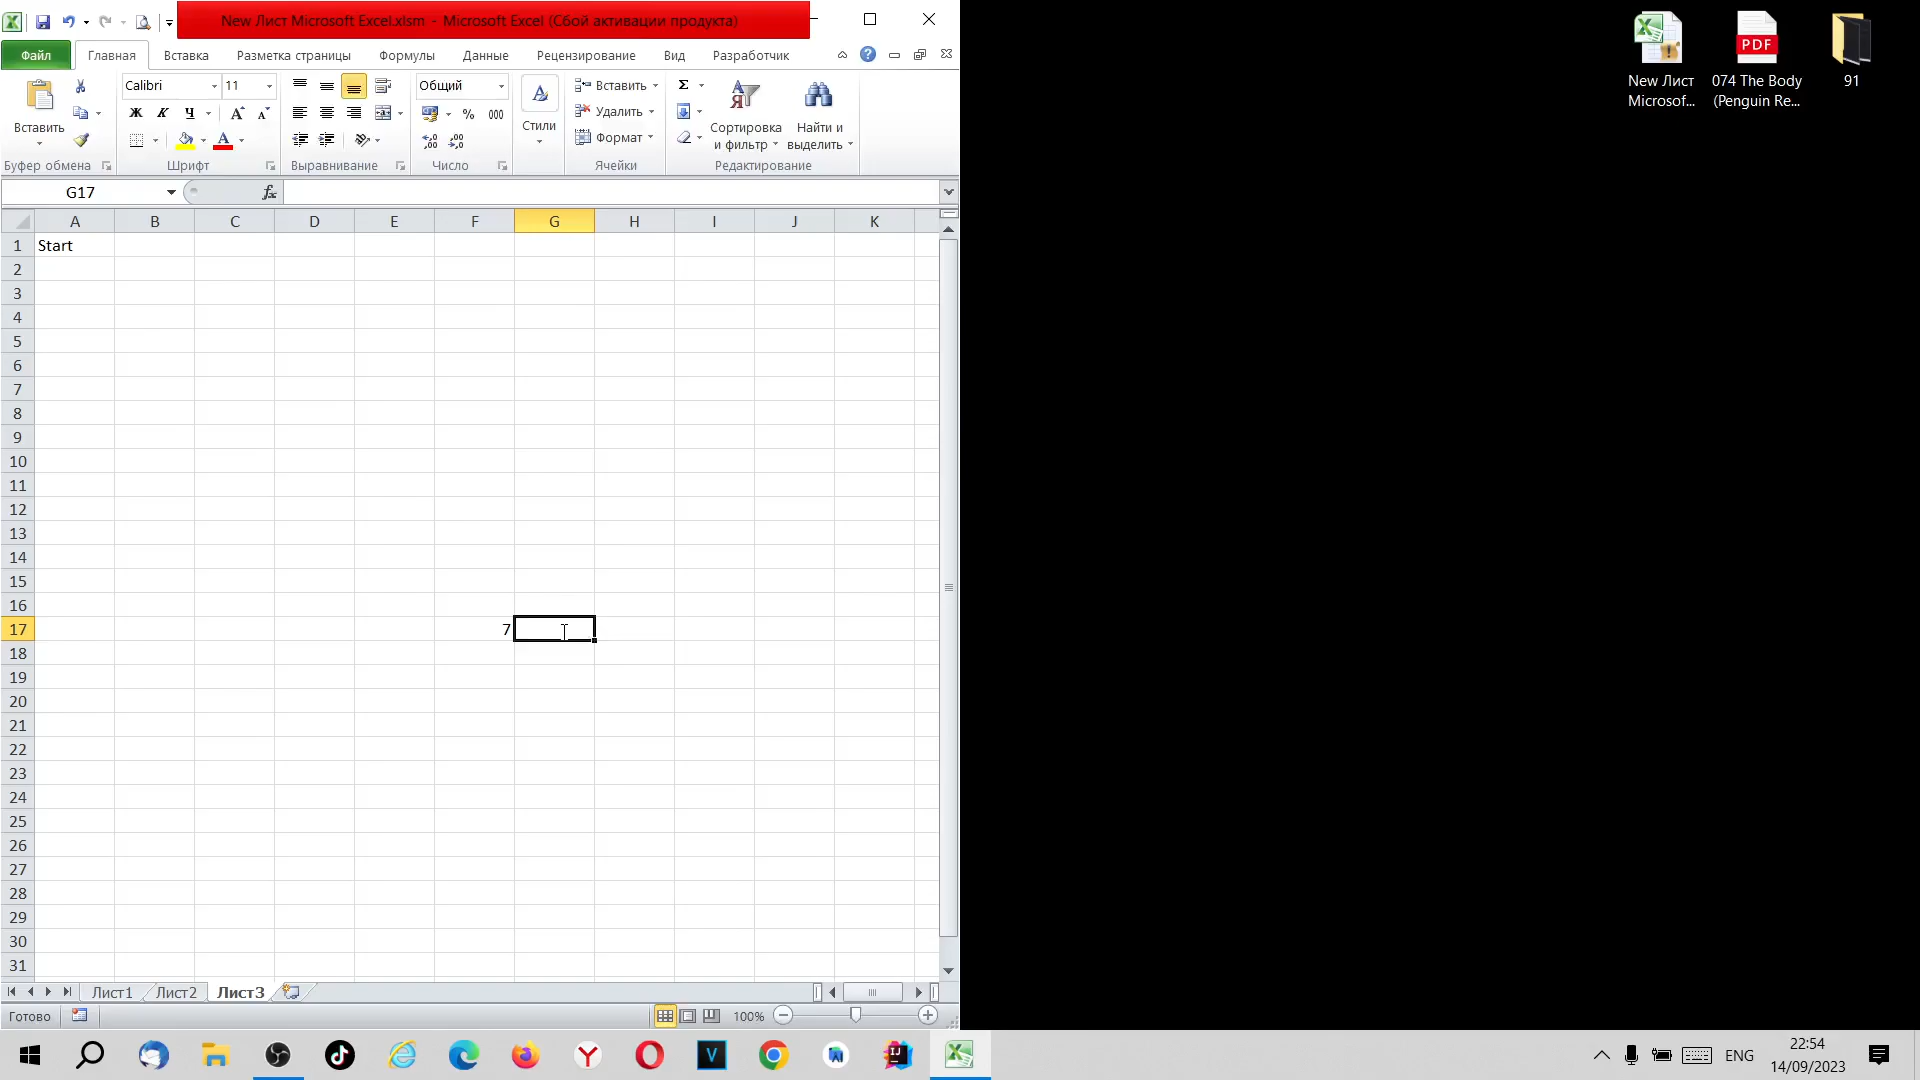 New Лист Microsoft Excel.xlsm - Microsoft Excel (Сбой активации продукта)
Файл Главная Вставка Разметка страницы Формулы Данные Рецензирование Вид Разработчик
Вставить
Calibri 11
Ж К Ч
Общий
% 000
Стили
Вставить
Удалить
Формат
Σ
Сортировка и фильтр
Найти и выделить
Буфер обмена Шрифт Выравнивание Число Ячейки Редактирование
G17 fx
A B C D E F G H I J K
1 Start
2
3
4
5
6
7
8
9
10
11
12
13
14
15
16
17 7
18
19
20
21
22
23
24
25
26
27
28
29
30
31
Лист1 Лист2 Лист3
Готово 100%
New Лист Microsof...
PDF
074 The Body (Penguin Re...
91
ENG
22:54
14/09/2023